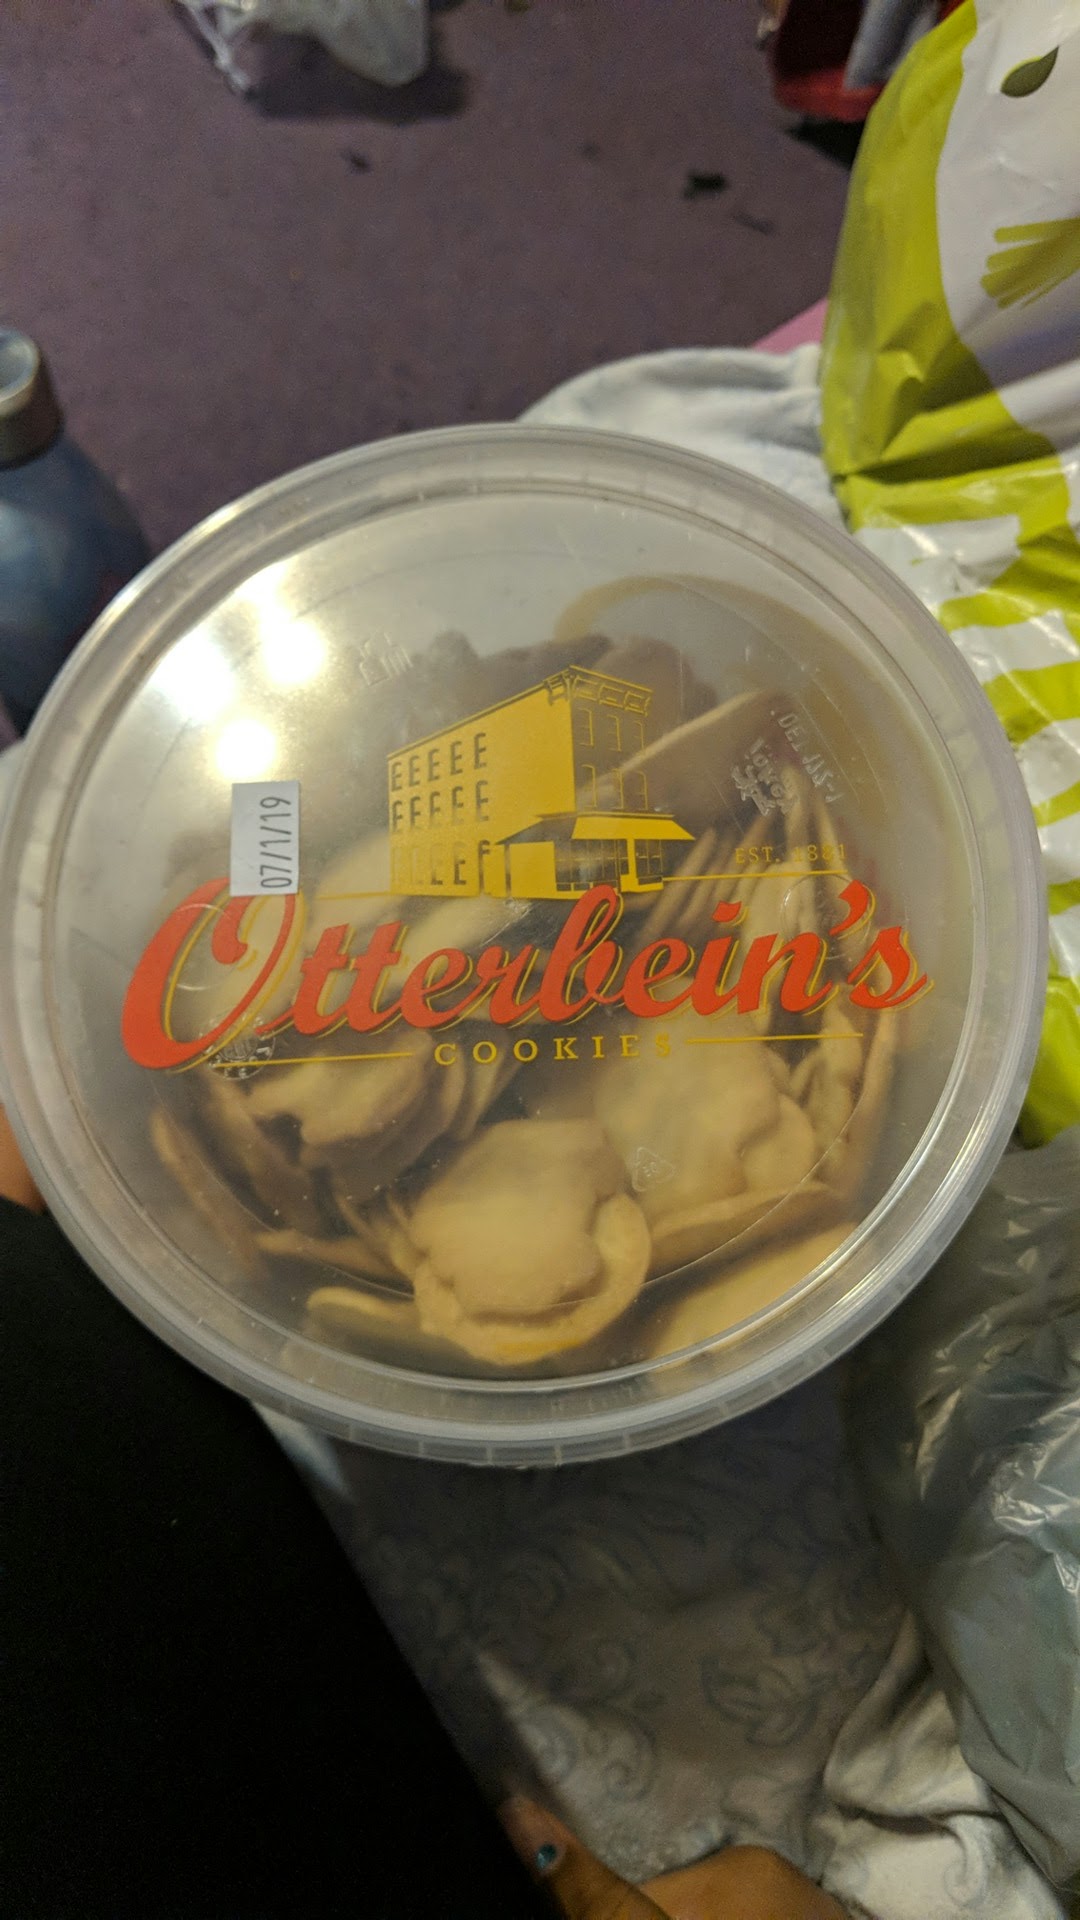 07/1/19
EST. 1881
Otterbein's
COOKIES